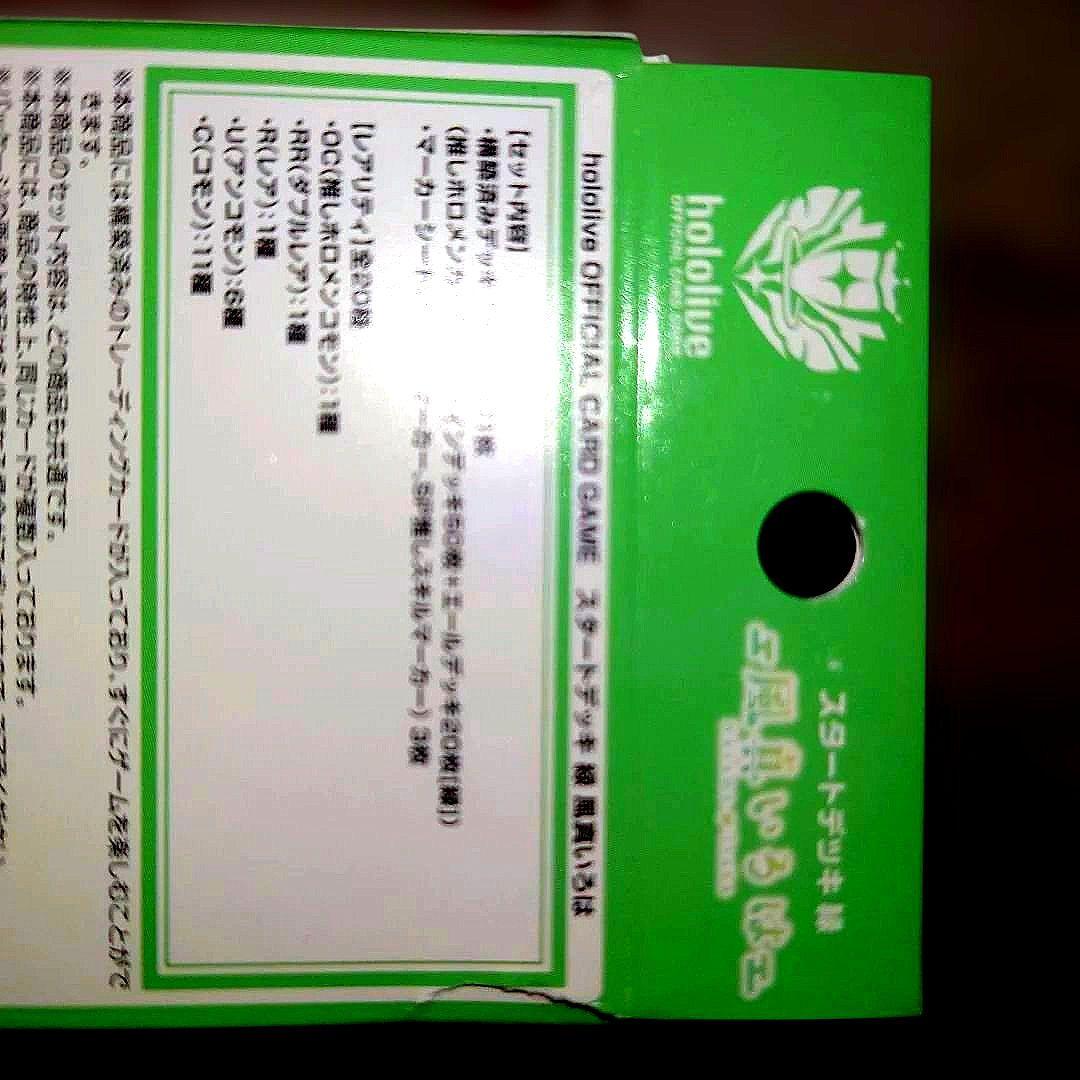 hololive
OFFICIAL CARD GAME
スタートデッキ 緑
風真いろは
hololive OFFICIAL CARD GAME スタートデッキ 緑 風真いろは
【セット内容】
・構築済みデッキ
(推しホロメン 1枚 メインデッキ50枚+エールデッキ20枚[緑])
・マーカーシート SP推しスキルマーカー) 3枚
【レアリティ】全20種
・OC(推しホロメンコモン):1種
・RR(ダブルレア):1種
・R(レア):1種
・U(アンコモン):6種
・C(コモン):11種
※本商品には構築済みのトレーディングカードが入っており、すぐにゲームを楽しむことがで
きます。
※本商品のセット内容は、どの商品も共通です。
※本商品には、商品の特性上、同じカードが複数入っております。